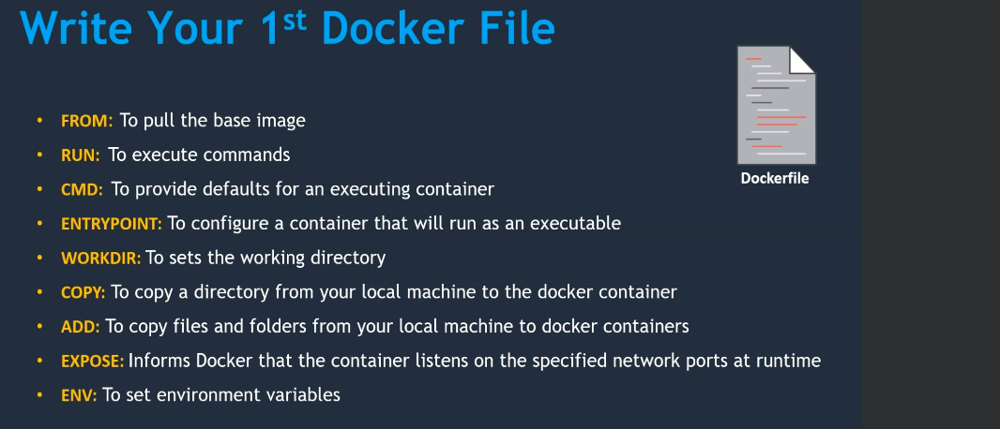 Write Your 1st Docker File
Dockerfile
• FROM: To pull the base image
• RUN: To execute commands
• CMD: To provide defaults for an executing container
• ENTRYPOINT: To configure a container that will run as an executable
• WORKDIR: To sets the working directory
• COPY: To copy a directory from your local machine to the docker container
• ADD: To copy files and folders from your local machine to docker containers
• EXPOSE: Informs Docker that the container listens on the specified network ports at runtime
• ENV: To set environment variables